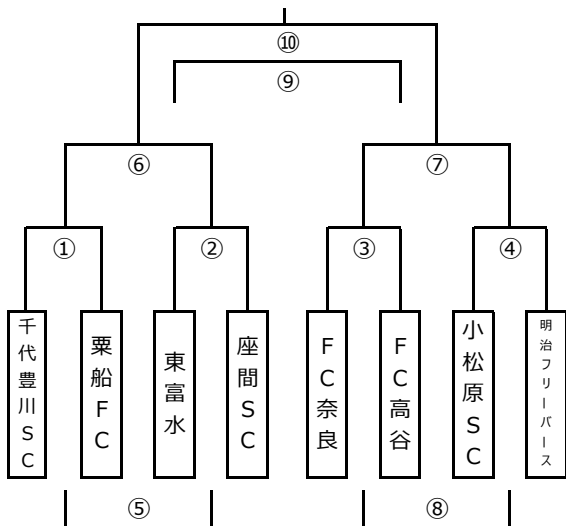 ⑩
⑨
⑥
⑦
①
②
③
④
千代豊川ＳＣ
粟船ＦＣ
東富水
座間ＳＣ
ＦＣ奈良
ＦＣ高谷
小松原ＳＣ
明治フリーバース
⑤
⑧